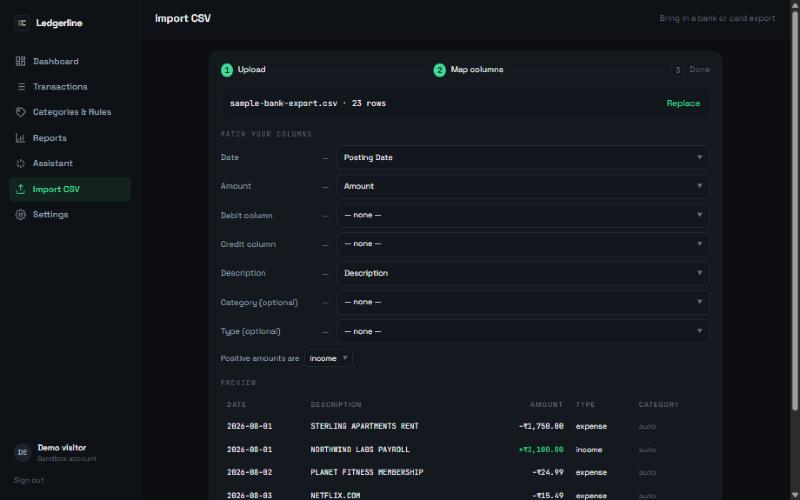 Ledgerline
Import CSV
Bring in a bank or card export
Dashboard
Transactions
Categories & Rules
Reports
Assistant
Import CSV
Settings
DE
Demo visitor
Sandbox account
Sign out
1 Upload
2 Map columns
3 Done
sample-bank-export.csv · 23 rows
Replace
MATCH YOUR COLUMNS
Date — Posting Date
Amount — Amount
Debit column — — none —
Credit column — — none —
Description — Description
Category (optional) — — none —
Type (optional) — — none —
Positive amounts are income
PREVIEW
DATE DESCRIPTION AMOUNT TYPE CATEGORY
2026-08-01 STERLING APARTMENTS RENT -₹1,750.00 expense auto
2026-08-01 NORTHWIND LABS PAYROLL +₹3,100.00 income auto
2026-08-02 PLANET FITNESS MEMBERSHIP -₹24.99 expense auto
2026-08-03 NETFLIX.COM -₹15.49 expense auto